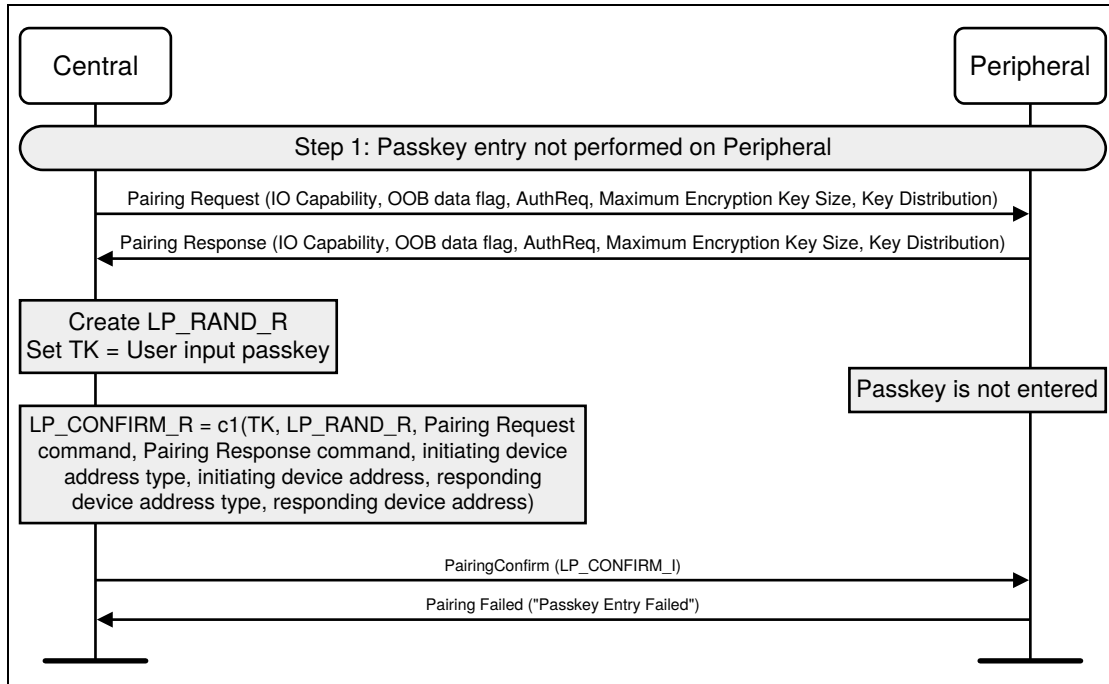 Central
Peripheral
Step 1: Passkey entry not performed on Peripheral
Pairing Request (IO Capability, OOB data flag, AuthReq, Maximum Encryption Key Size, Key Distribution)
Pairing Response (IO Capability, OOB data flag, AuthReq, Maximum Encryption Key Size, Key Distribution)
Create LP_RAND_R
Set TK = User input passkey
Passkey is not entered
LP_CONFIRM_R = c1(TK, LP_RAND_R, Pairing Request
command, Pairing Response command, initiating device
address type, initiating device address, responding
device address type, responding device address)
PairingConfirm (LP_CONFIRM_I)
Pairing Failed ("Passkey Entry Failed")